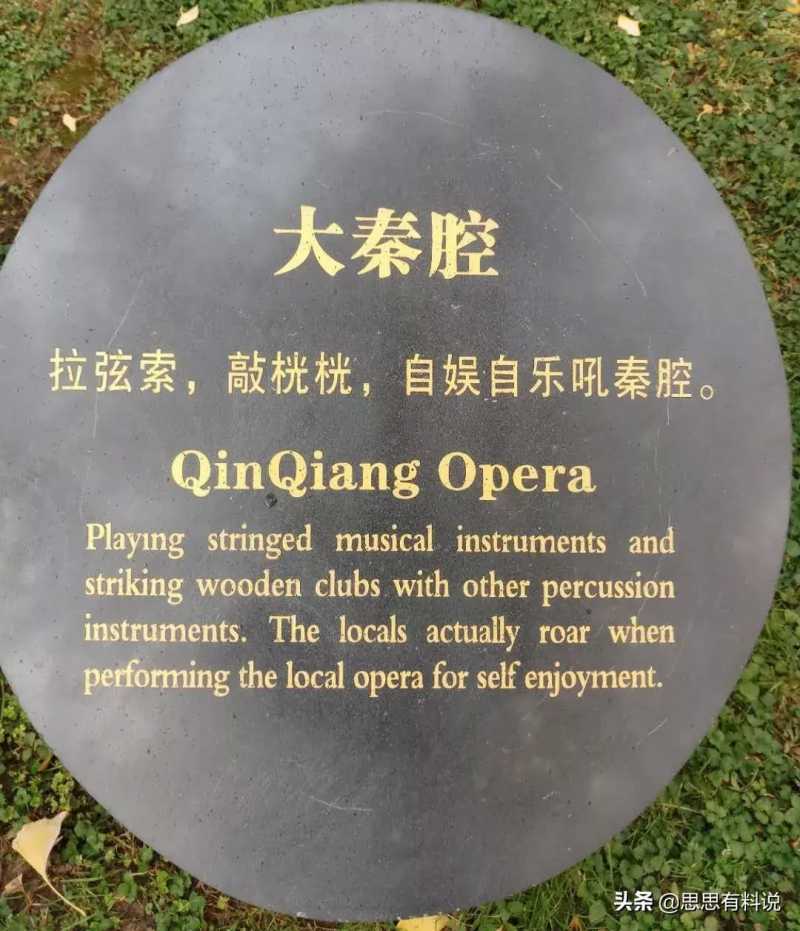 大秦腔
拉弦索，敲桄桄，自娱自乐吼秦腔。
QinQiang Opera
Playing stringed musical instruments and
striking wooden clubs with other percussion
instruments. The locals actually roar when
performing the local opera for self enjoyment.
头条 @思思有料说